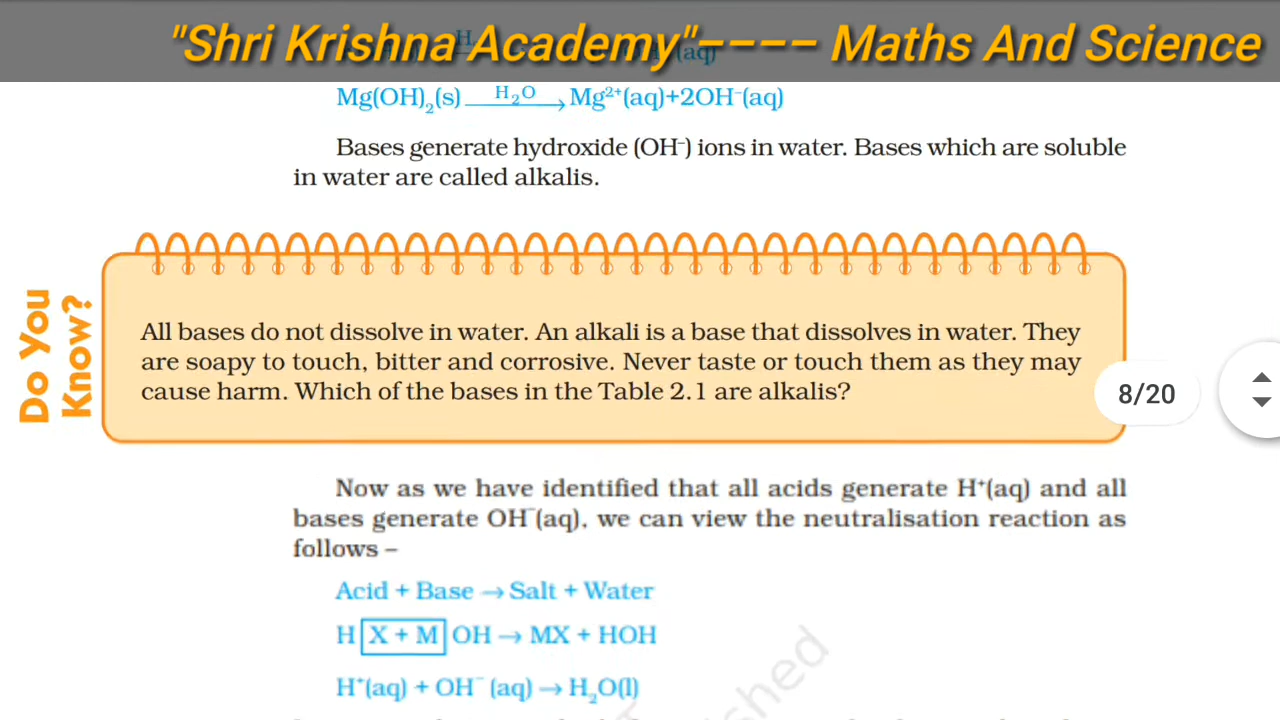 "Shri Krishna Academy"---- Maths And Science
(aq)
Mg(OH)₂(s) H₂O → Mg²⁺(aq)+2OH⁻(aq)
Bases generate hydroxide (OH⁻) ions in water. Bases which are soluble
in water are called alkalis.
Do You
Know?
All bases do not dissolve in water. An alkali is a base that dissolves in water. They
are soapy to touch, bitter and corrosive. Never taste or touch them as they may
cause harm. Which of the bases in the Table 2.1 are alkalis?
8/20
Now as we have identified that all acids generate H⁺(aq) and all
bases generate OH⁻(aq), we can view the neutralisation reaction as
follows –
Acid + Base → Salt + Water
H X + M OH → MX + HOH
H⁺(aq) + OH⁻ (aq) → H₂O(l)